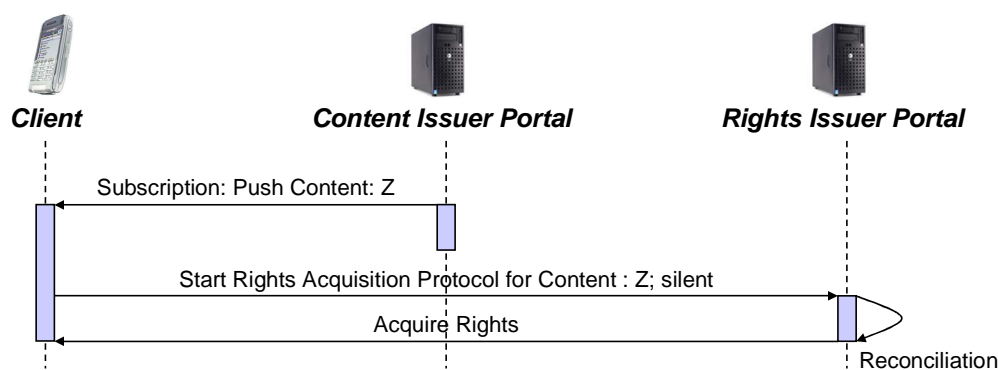 Client
Content Issuer Portal
Rights Issuer Portal
Subscription: Push Content: Z
Start Rights Acquisition Protocol for Content : Z; silent
Acquire Rights
Reconciliation